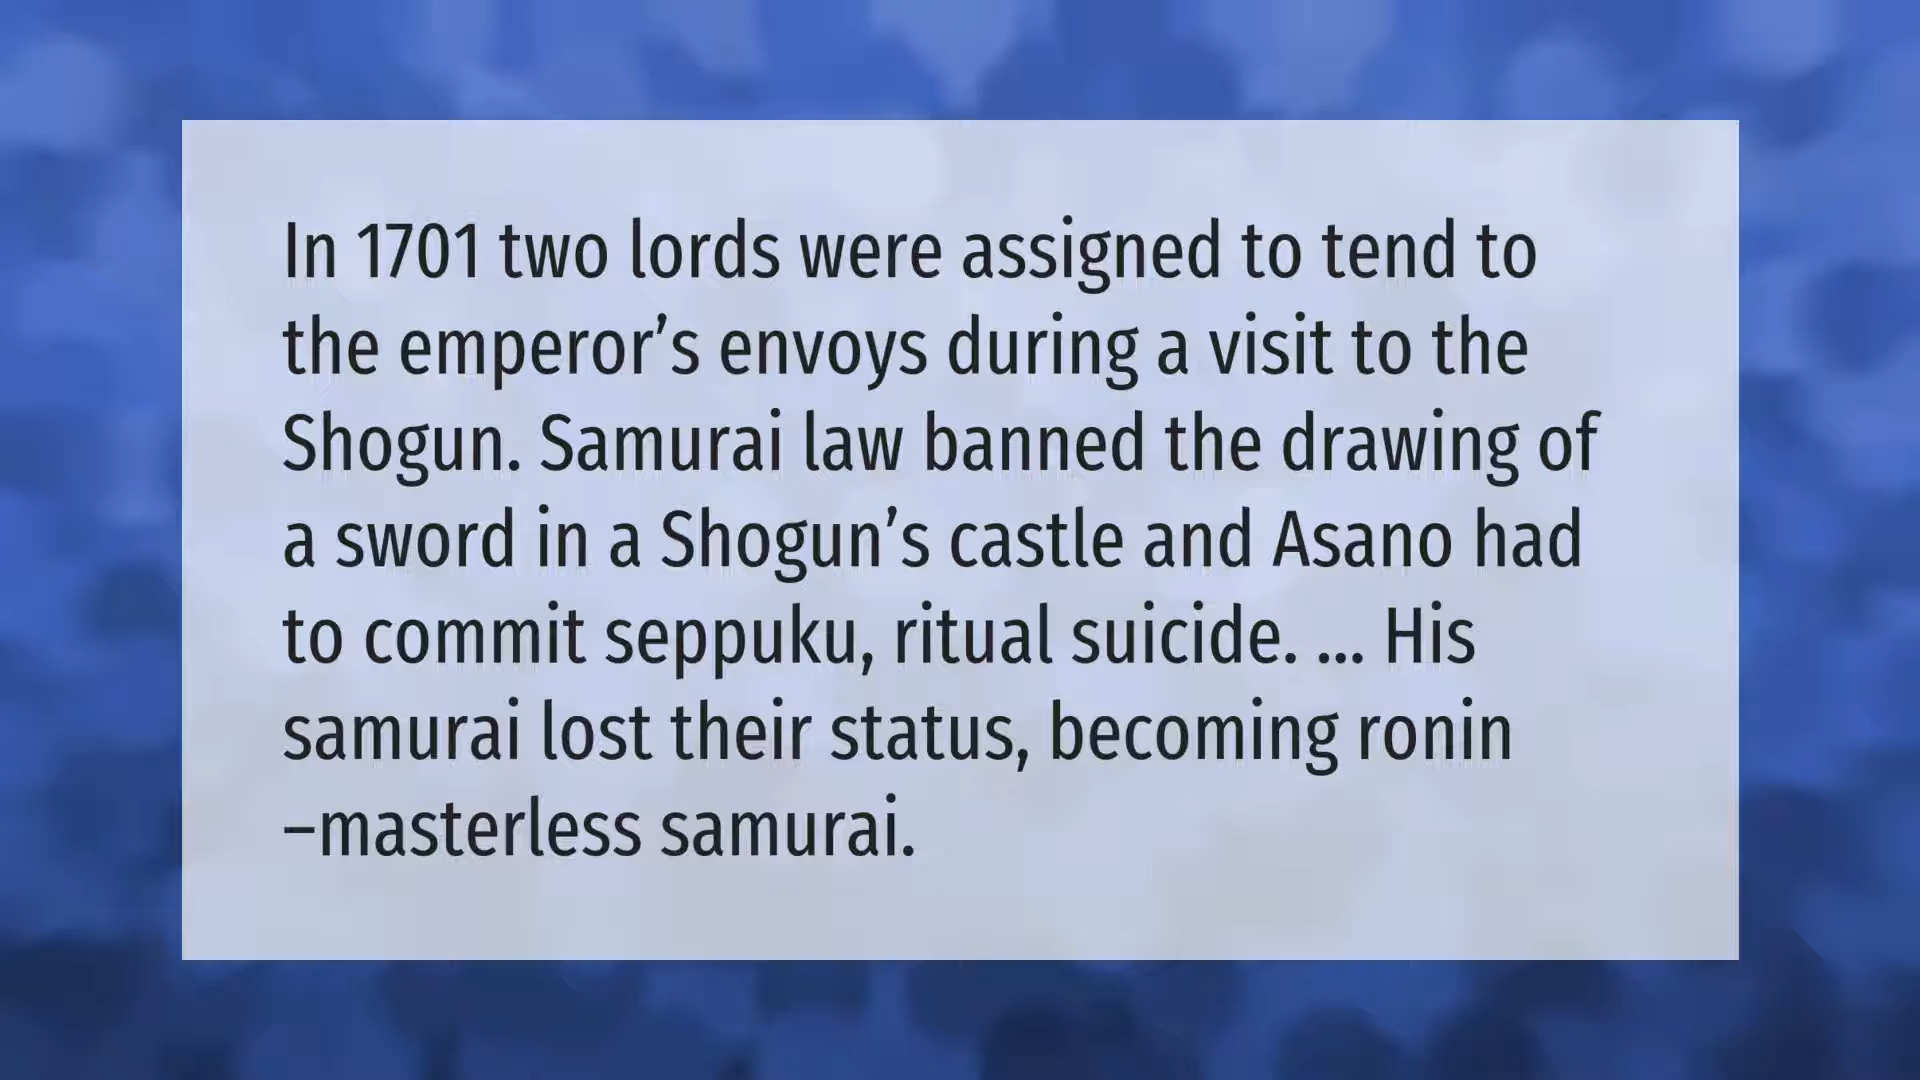 In 1701 two lords were assigned to tend to
the emperor’s envoys during a visit to the
Shogun. Samurai law banned the drawing of
a sword in a Shogun’s castle and Asano had
to commit seppuku, ritual suicide. ... His
samurai lost their status, becoming ronin
–masterless samurai.